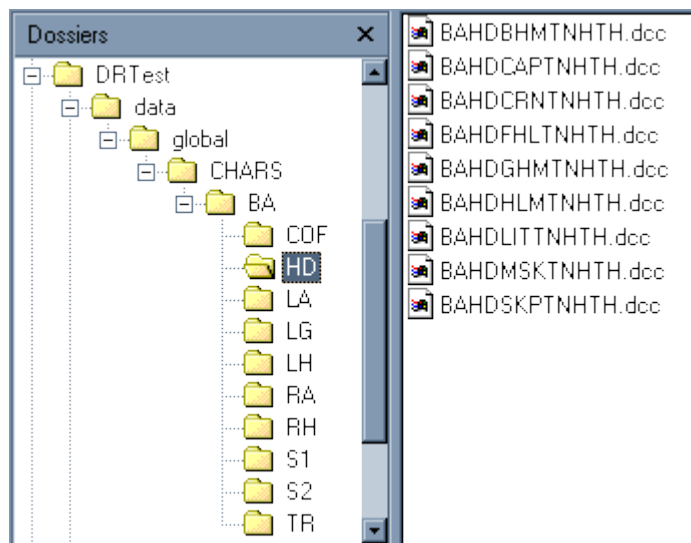 Dossiers
DRTest
data
global
CHARS
BA
COF
HD
LA
LG
LH
RA
RH
S1
S2
TR
BAHDBHMTNHTH.dcc
BAHDCAPTNHTH.dcc
BAHDCRNTNHTH.dcc
BAHDFHLTNHTH.dcc
BAHDGHMTNHTH.dcc
BAHDHLMTNHTH.dcc
BAHDLITTNHTH.dcc
BAHDMSKTNHTH.dcc
BAHDSKPTNHTH.dcc